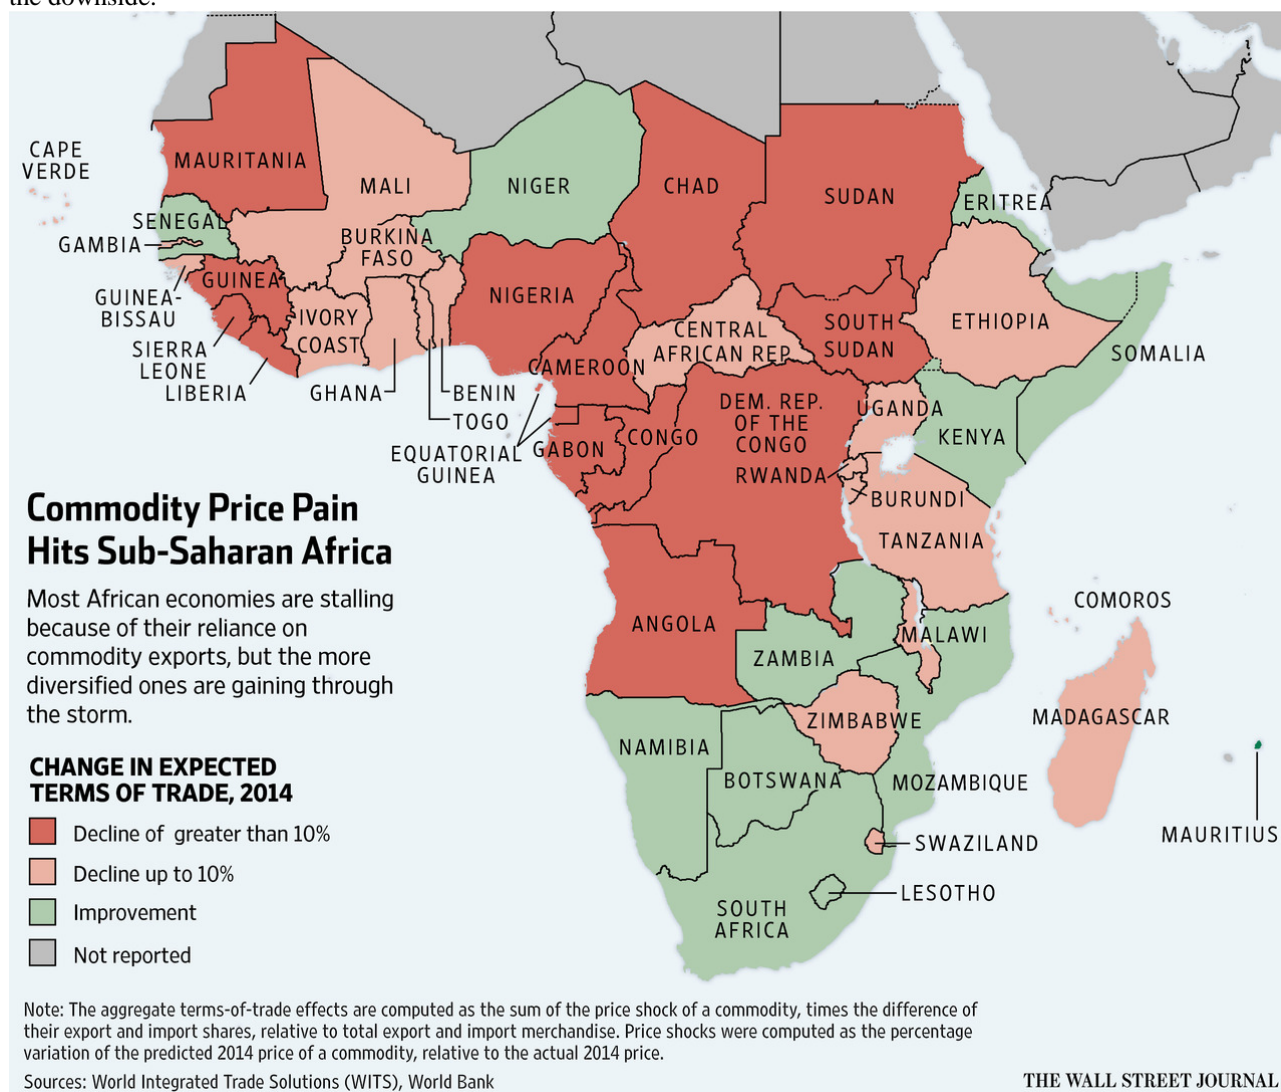 the downside.
CAPE
VERDE
MAURITANIA
MALI
NIGER
CHAD
SUDAN
ERITREA
SENEGAL
GAMBIA
BURKINA
FASO
GUINEA
GUINEA-
BISSAU
NIGERIA
IVORY
COAST
CENTRAL
AFRICAN REP.
SOUTH
SUDAN
ETHIOPIA
SOMALIA
SIERRA
LEONE
LIBERIA
GHANA
BENIN
TOGO
CAMEROON
EQUATORIAL
GUINEA
GABON
CONGO
DEM. REP.
OF THE
CONGO
UGANDA
KENYA
RWANDA
BURUNDI
TANZANIA
Commodity Price Pain
Hits Sub-Saharan Africa
Most African economies are stalling
because of their reliance on
commodity exports, but the more
diversified ones are gaining through
the storm.
ANGOLA
ZAMBIA
MALAWI
COMOROS
ZIMBABWE
MADAGASCAR
NAMIBIA
BOTSWANA
MOZAMBIQUE
MAURITIUS
SWAZILAND
LESOTHO
SOUTH
AFRICA
CHANGE IN EXPECTED
TERMS OF TRADE, 2014
Decline of greater than 10%
Decline up to 10%
Improvement
Not reported
Note: The aggregate terms-of-trade effects are computed as the sum of the price shock of a commodity, times the difference of
their export and import shares, relative to total export and import merchandise. Price shocks were computed as the percentage
variation of the predicted 2014 price of a commodity, relative to the actual 2014 price.
Sources: World Integrated Trade Solutions (WITS), World Bank
THE WALL STREET JOURNAL